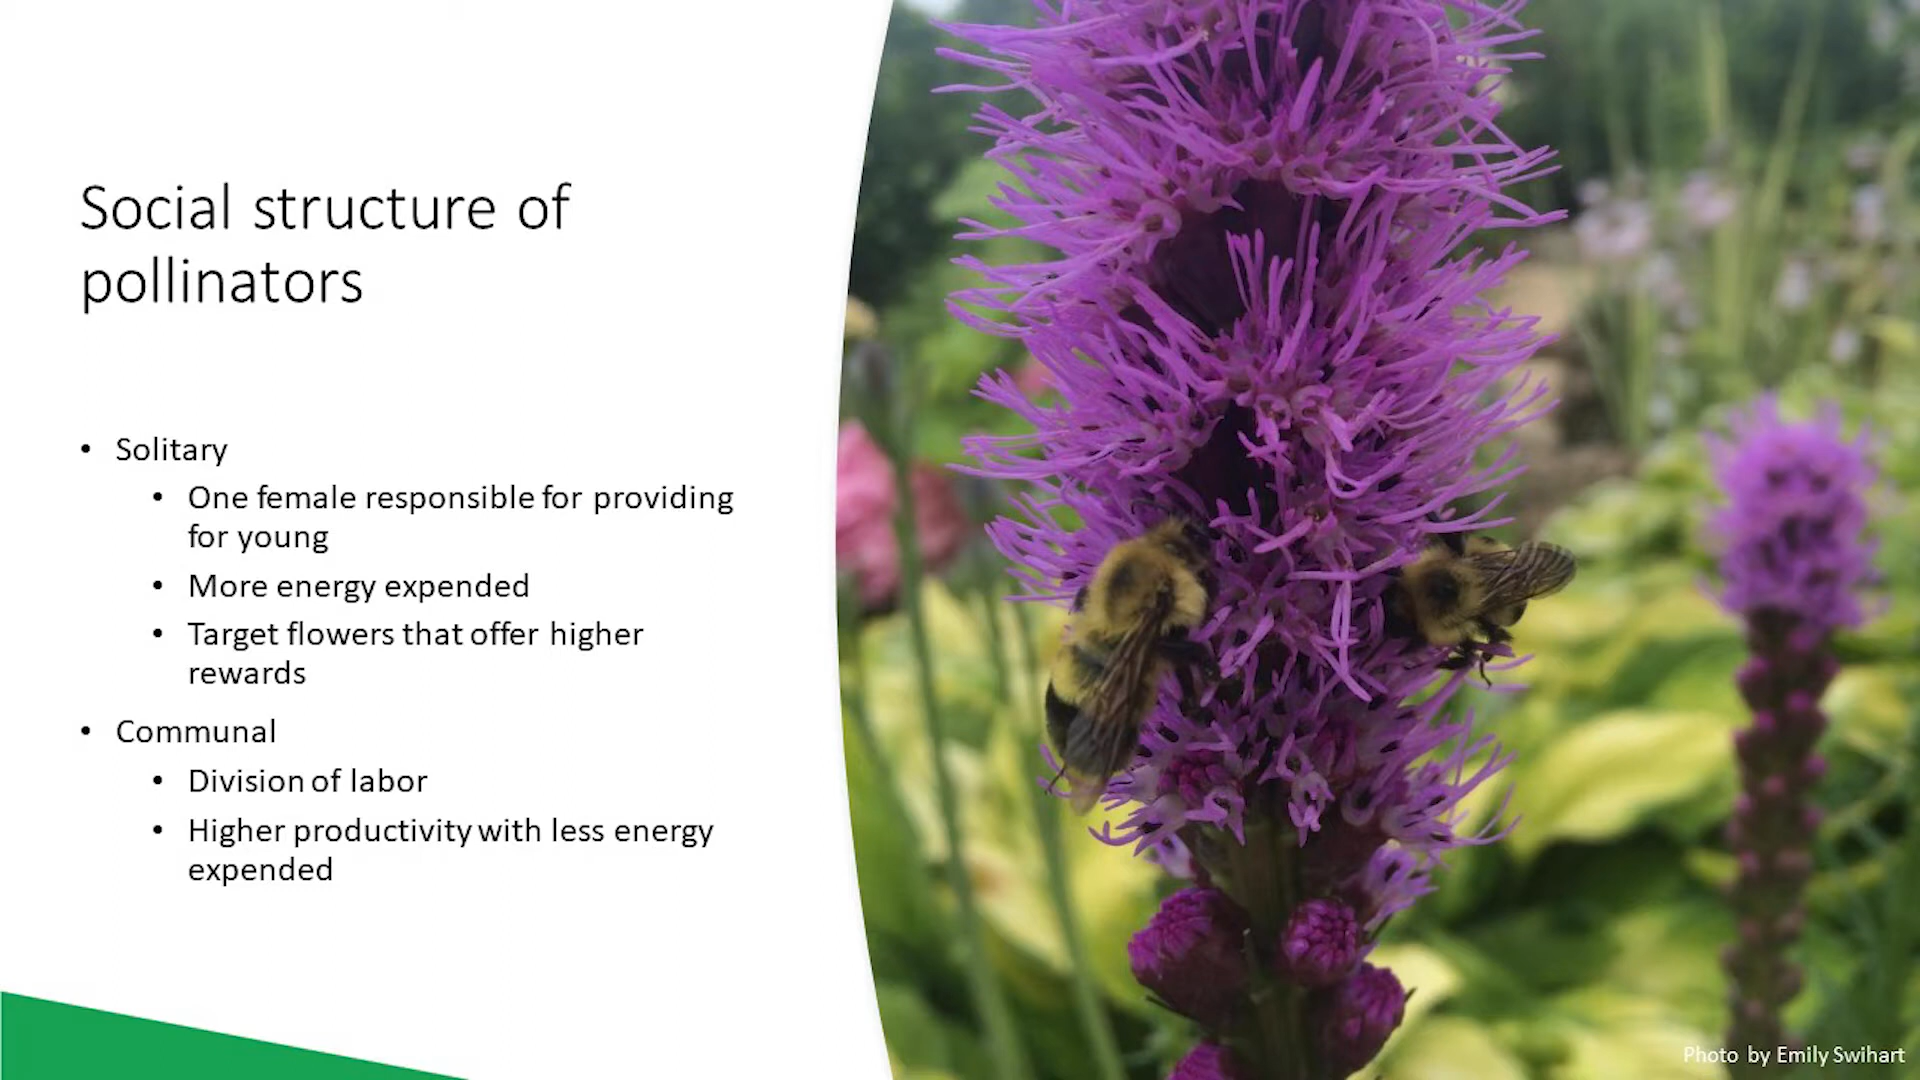 Social structure of
pollinators
• Solitary
• One female responsible for providing
for young
• More energy expended
• Target flowers that offer higher
rewards
• Communal
• Division of labor
• Higher productivity with less energy
expended
Photo by Emily Swihart